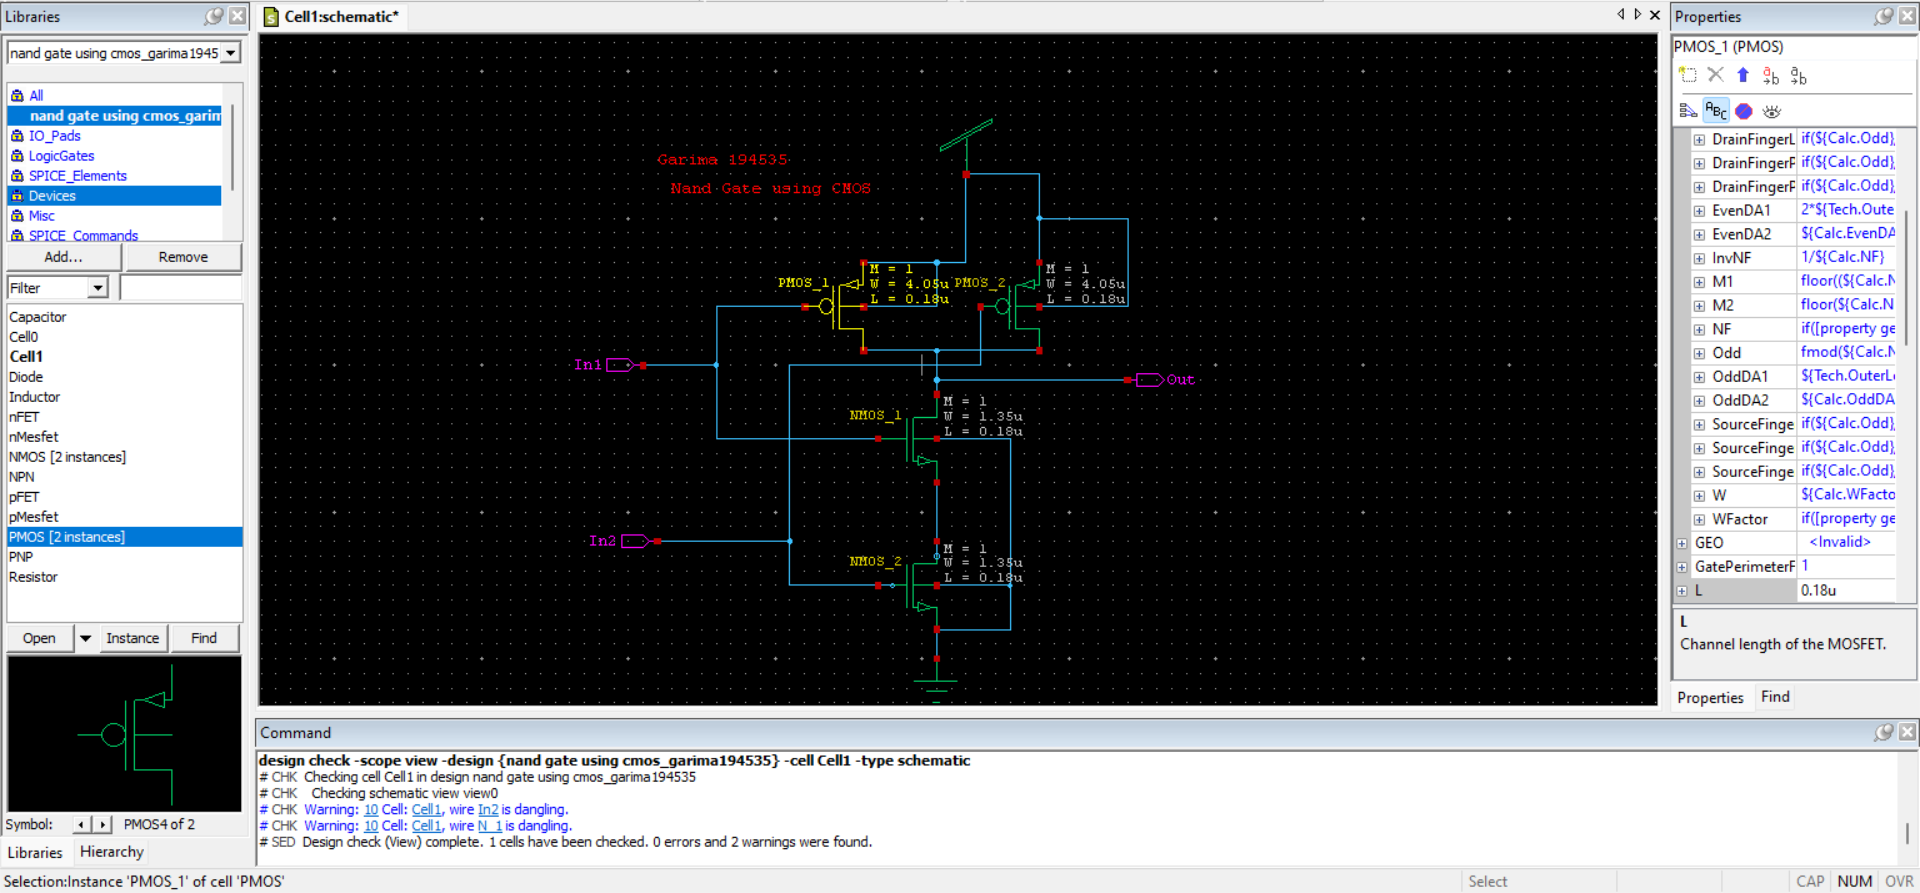 Libraries
Cell1:schematic*
Properties
nand gate using cmos_garima1945
PMOS_1 (PMOS)
All
nand gate using cmos_garim
IO_Pads
LogicGates
SPICE_Elements
Devices
Misc
SPICE_Commands
Add...
Remove
Filter
Capacitor
Cell0
Cell1
Diode
Inductor
nFET
nMesfet
NMOS [2 instances]
NPN
pFET
pMesfet
PMOS [2 instances]
PNP
Resistor
Open
Instance
Find
Symbol:
PMOS4 of 2
Libraries
Hierarchy
Garima 194535
Nand Gate using CMOS
PMOS_1
M = 1
W = 4.05u
L = 0.18u
PMOS_2
M = 1
W = 4.05u
L = 0.18u
In1
Out
NMOS_1
M = 1
W = 1.35u
L = 0.18u
In2
NMOS_2
M = 1
W = 1.35u
L = 0.18u
DrainFingerL if(${Calc.Odd},
DrainFingerP if(${Calc.Odd},
DrainFingerP if(${Calc.Odd},
EvenDA1 2*${Tech.Oute
EvenDA2 ${Calc.EvenDA
InvNF 1/${Calc.NF}
M1 floor((${Calc.N
M2 floor(${Calc.N
NF if([property ge
Odd fmod(${Calc.N
OddDA1 ${Tech.OuterL
OddDA2 ${Calc.OddDA
SourceFinge if(${Calc.Odd},
SourceFinge if(${Calc.Odd},
SourceFinge if(${Calc.Odd},
W ${Calc.WFacto
WFactor if([property ge
GEO <Invalid>
GatePerimeterF 1
L 0.18u
L
Channel length of the MOSFET.
Properties
Find
Command
design check -scope view -design {nand gate using cmos_garima194535} -cell Cell1 -type schematic
# CHK Checking cell Cell1 in design nand gate using cmos_garima194535
# CHK Checking schematic view view0
# CHK Warning: 10 Cell: Cell1, wire In2 is dangling.
# CHK Warning: 10 Cell: Cell1, wire N_1 is dangling.
# SED Design check (View) complete. 1 cells have been checked. 0 errors and 2 warnings were found.
Selection:Instance 'PMOS_1' of cell 'PMOS'
Select
CAP
NUM
OVR